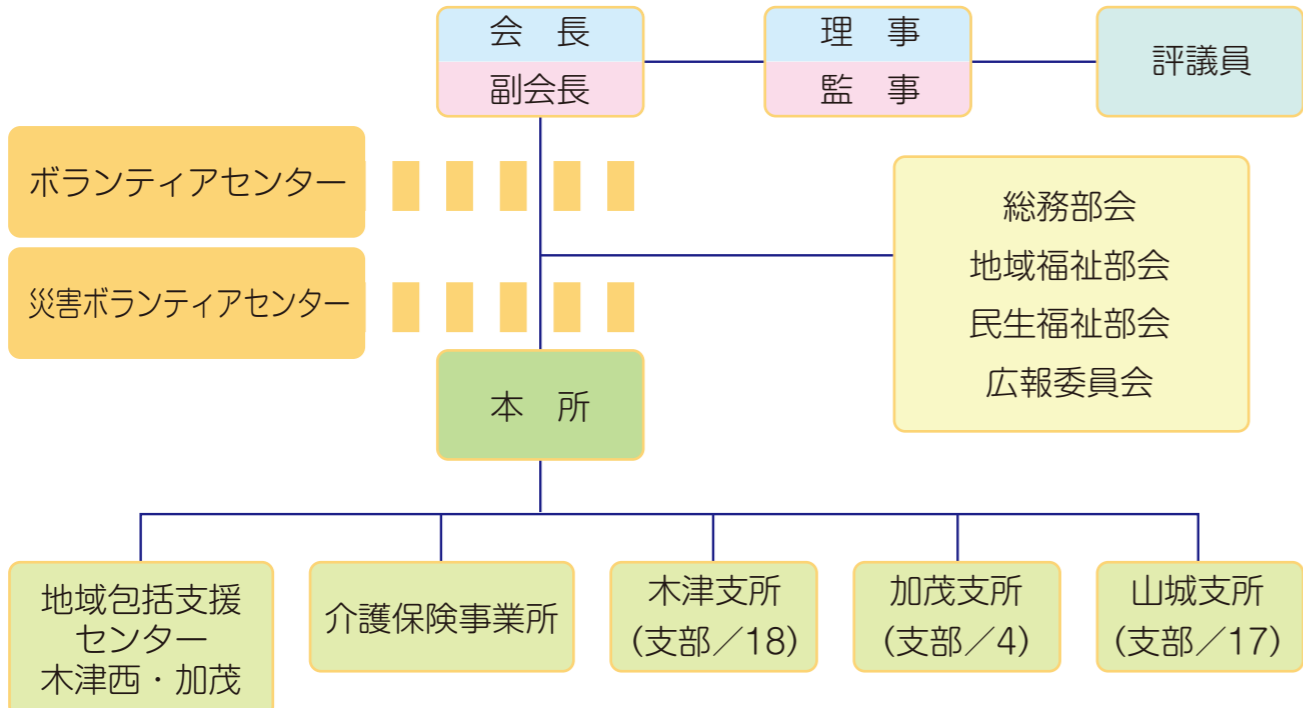 会　長
副会長
理　事
監　事
評議員
ボランティアセンター
災害ボランティアセンター
総務部会
地域福祉部会
民生福祉部会
広報委員会
本　所
地域包括支援
センター
木津西・加茂
介護保険事業所
木津支所
(支部／18)
加茂支所
(支部／4)
山城支所
(支部／17)